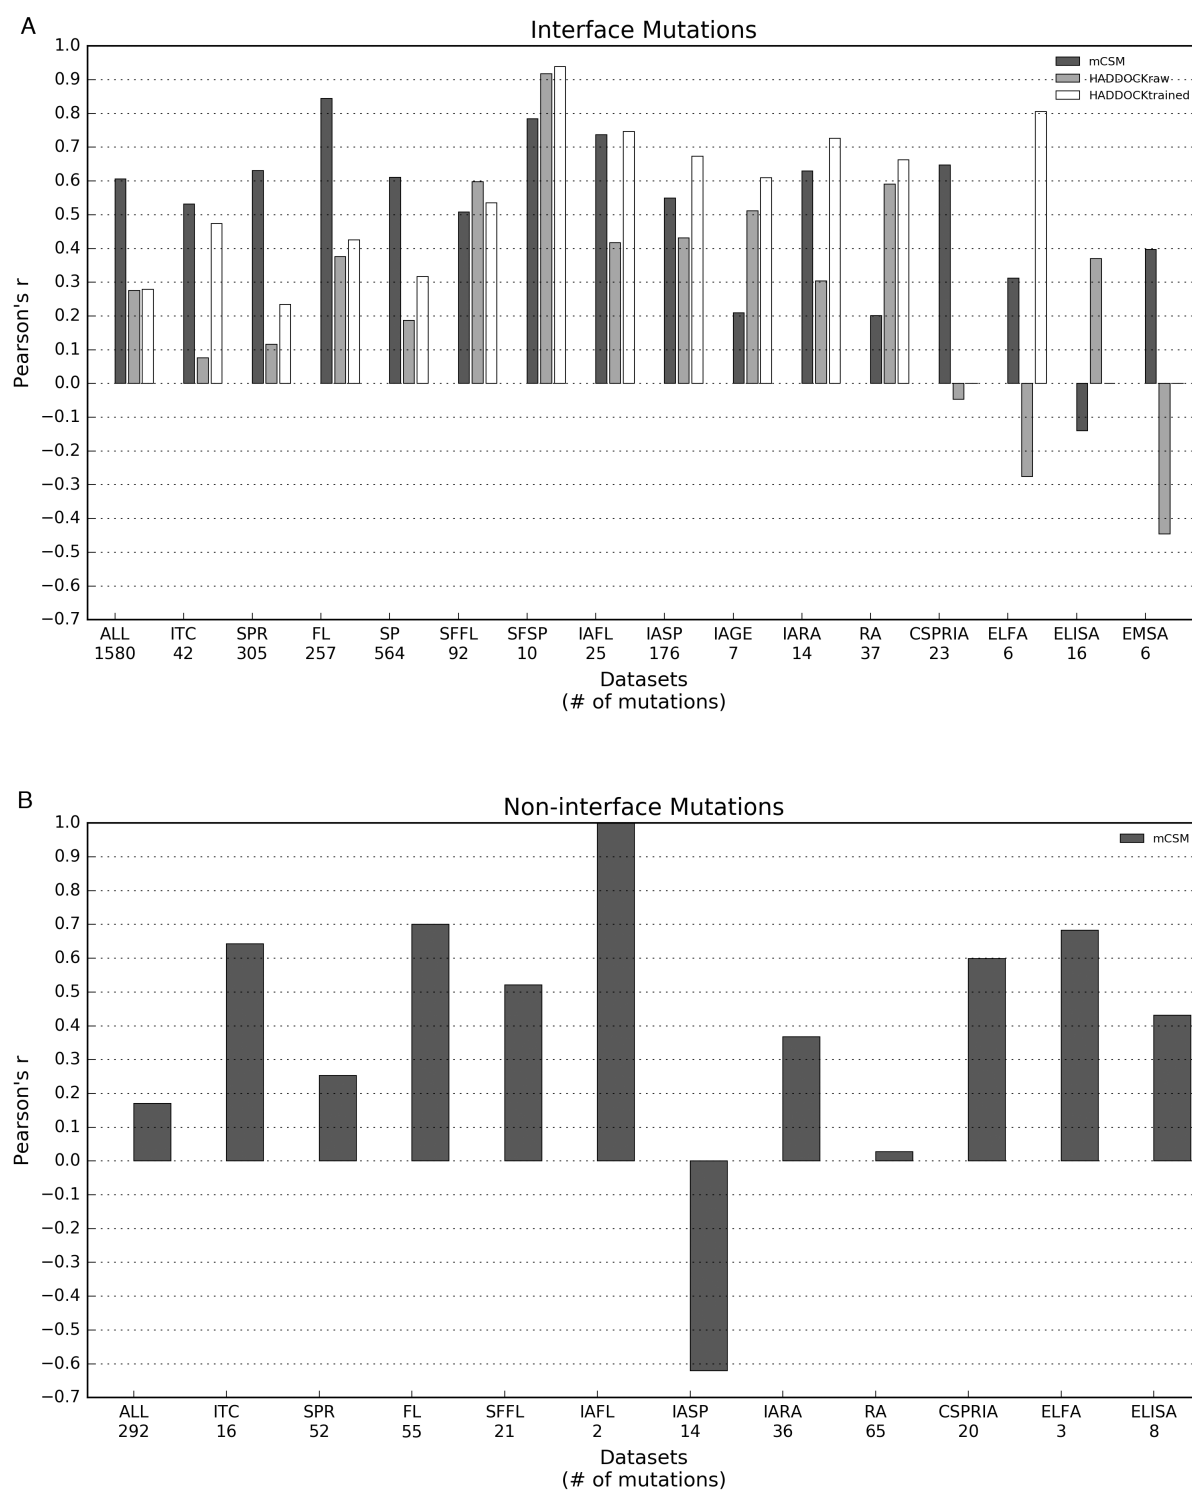 A
Interface Mutations
mCSM
HADDOCKraw
HADDOCKtrained
1.0
0.9
0.8
0.7
0.6
0.5
0.4
0.3
0.2
0.1
0.0
−0.1
−0.2
−0.3
−0.4
−0.5
−0.6
−0.7
Pearson's r
ALL ITC SPR FL SP SFFL SFSP IAFL IASP IAGE IARA RA CSPRIA ELFA ELISA EMSA
1580 42 305 257 564 92 10 25 176 7 14 37 23 6 16 6
Datasets
(# of mutations)
B
Non-interface Mutations
mCSM
1.0
0.9
0.8
0.7
0.6
0.5
0.4
0.3
0.2
0.1
0.0
−0.1
−0.2
−0.3
−0.4
−0.5
−0.6
−0.7
Pearson's r
ALL ITC SPR FL SFFL IAFL IASP IARA RA CSPRIA ELFA ELISA
292 16 52 55 21 2 14 36 65 20 3 8
Datasets
(# of mutations)